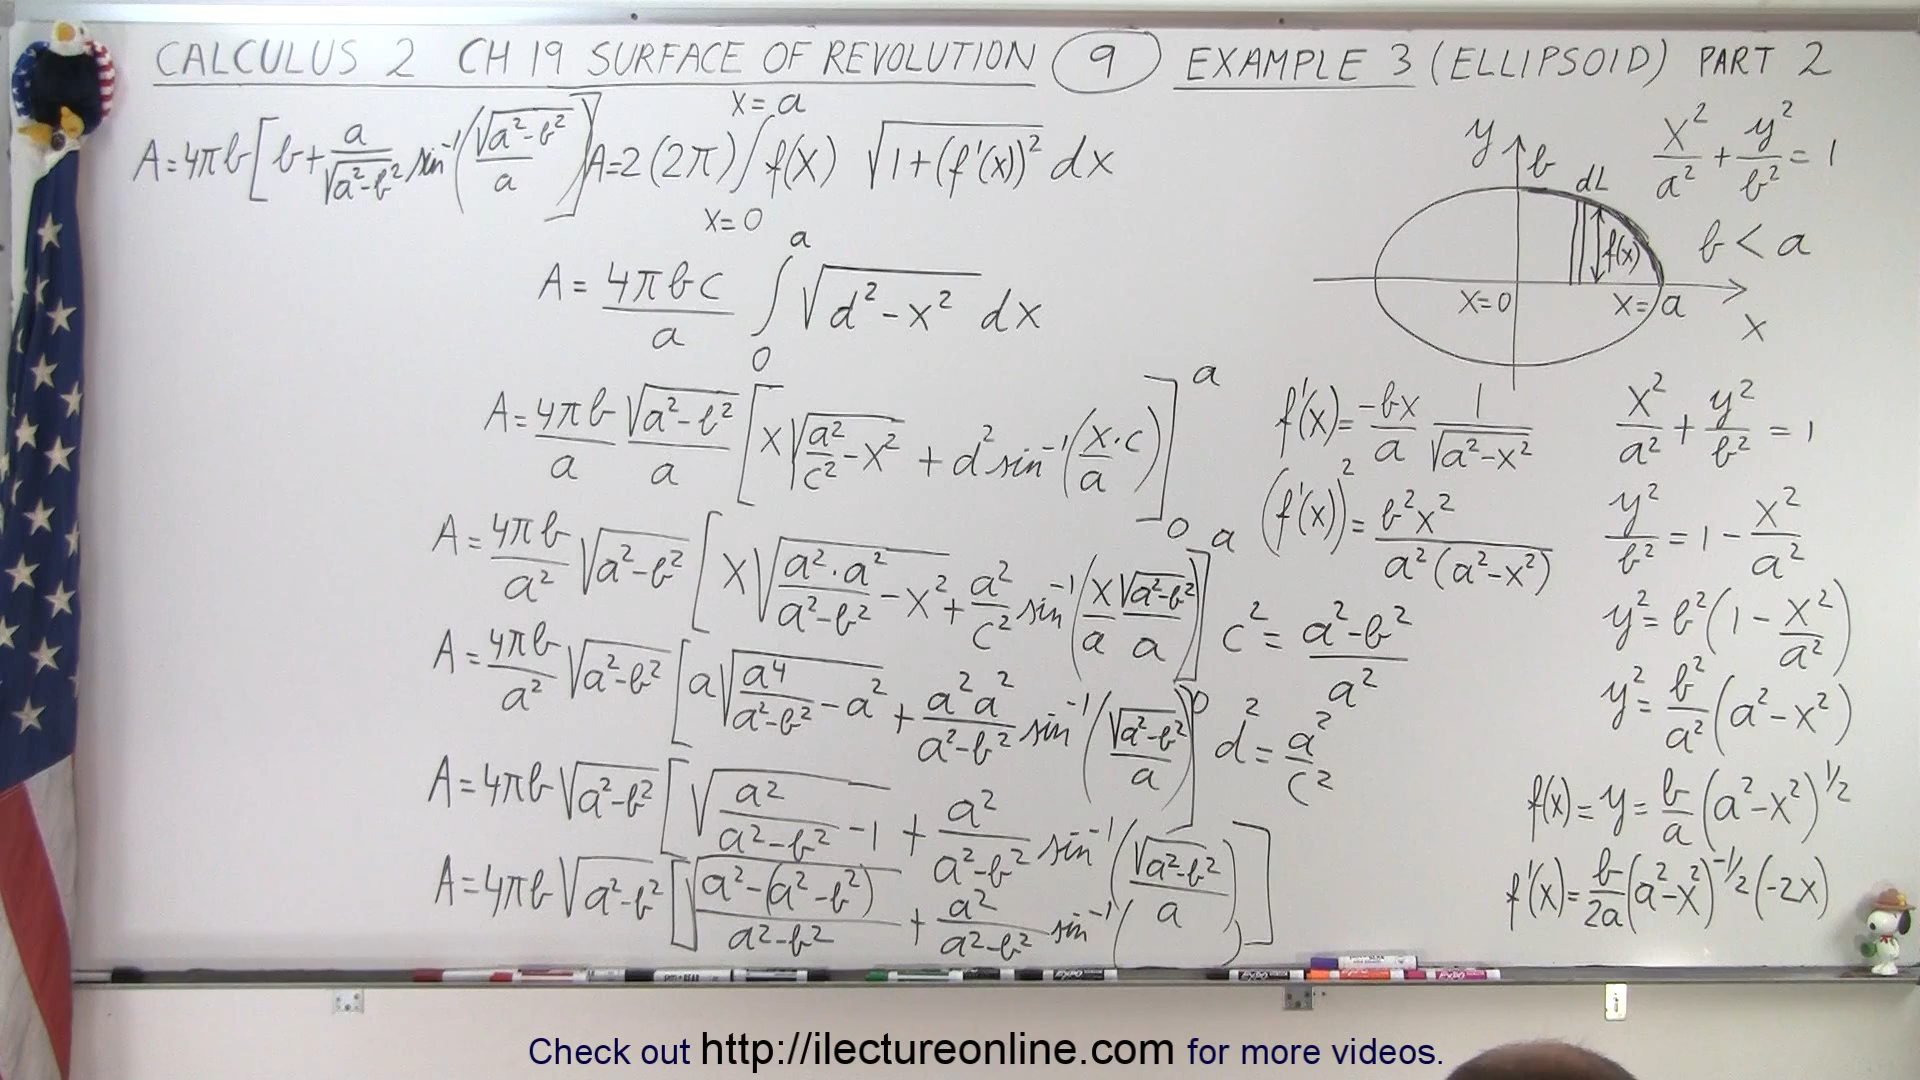 CALCULUS 2 CH 19 SURFACE OF REVOLUTION 9 EXAMPLE 3 (ELLIPSOID) PART 2
A=4πb[b+a/√a²-b² sin⁻¹(√a²-b²/a)]
x=a
A=2(2π)∫f(x) √1+(f'(x))² dx
x=0
A=4πbc/a ∫₀ᵃ √d²-x² dx
A=4πb/a √a²-b²/a [x√a²/c²-x² + d² sin⁻¹(x·c/a)]₀ᵃ
A=4πb/a² √a²-b² [x√a²·a²/a²-b² -x² + a²/c² sin⁻¹(x√a²-b²/a a)]₀ᵃ
A=4πb/a² √a²-b² [a√a⁴/a²-b² -a² + a²a²/a²-b² sin⁻¹(√a²-b²/a)]
A=4πb√a²-b² [√a²/a²-b² -1 + a²/a²-b² sin⁻¹(√a²-b²/a)]
A=4πb√a²-b² [√a²-(a²-b²)/a²-b² + a²/a²-b² sin⁻¹( )]
y
b
dL
f(x)
x=0
x=a
x
x²/a²+y²/b²=1
b<a
f'(x)=-bx/a 1/√a²-x²
(f'(x))²=b²x²/a²(a²-x²)
c²=a²-b²/a²
d²=a²/c²
x²/a²+y²/b²=1
y²/b²=1-x²/a²
y²=b²(1-x²/a²)
y²=b²/a²(a²-x²)
f(x)=y=b/a(a²-x²)^1/2
f'(x)=b/2a(a²-x²)^-1/2(-2x)
EXPO
Check out http://ilectureonline.com for more videos.